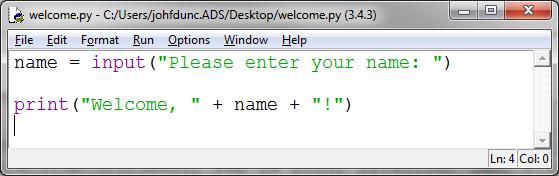 welcome.py - C:/Users/johfdunc.ADS/Desktop/welcome.py (3.4.3)
File Edit Format Run Options Window Help
name = input("Please enter your name: ")
print("Welcome, " + name + "!")
Ln: 4 Col: 0